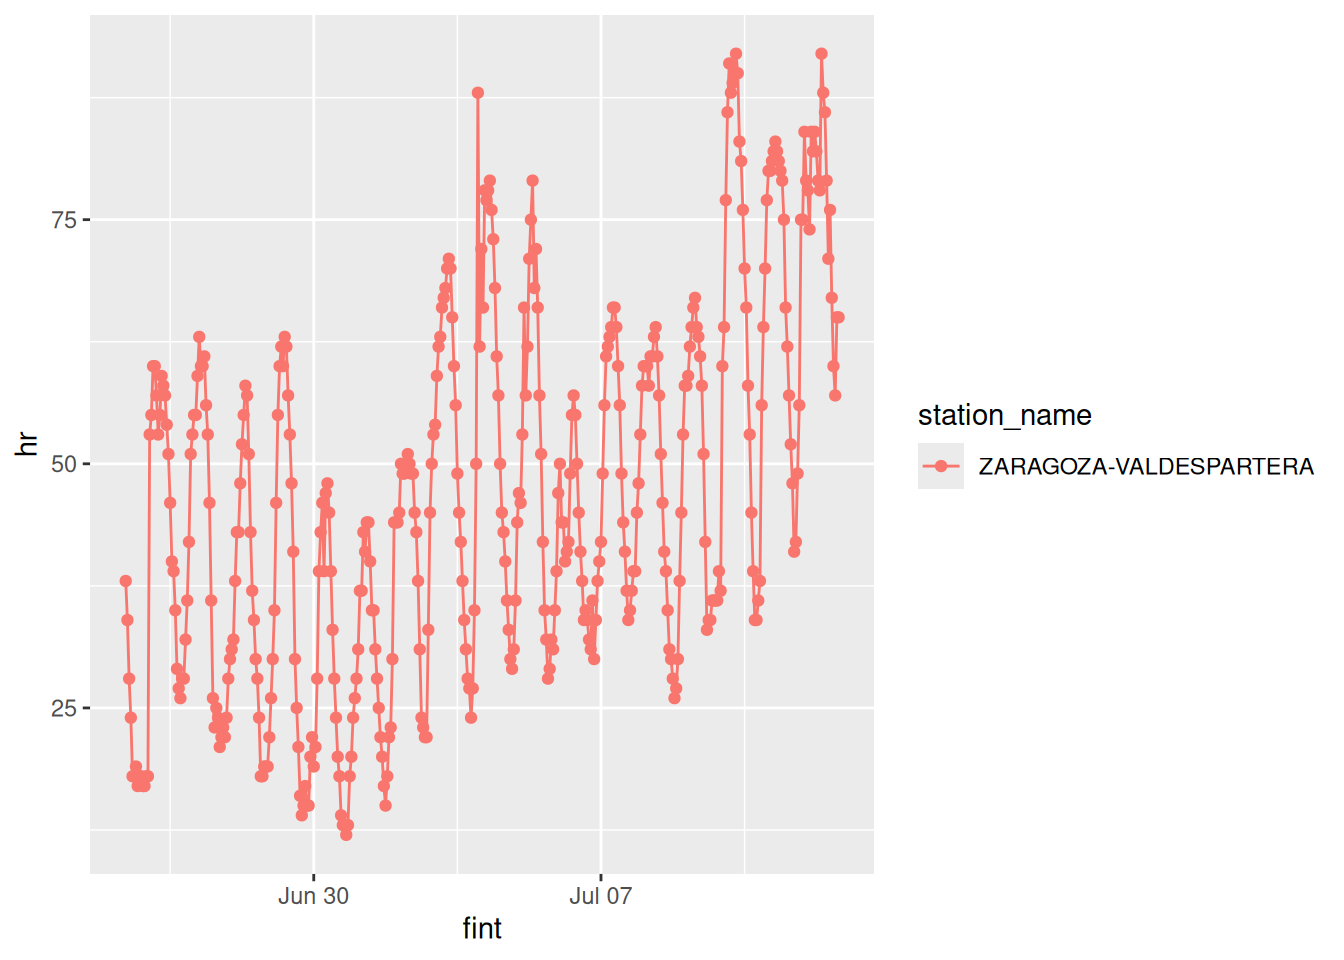 75
50
25
hr
Jun 30
Jul 07
fint
station_name
ZARAGOZA-VALDESPARTERA